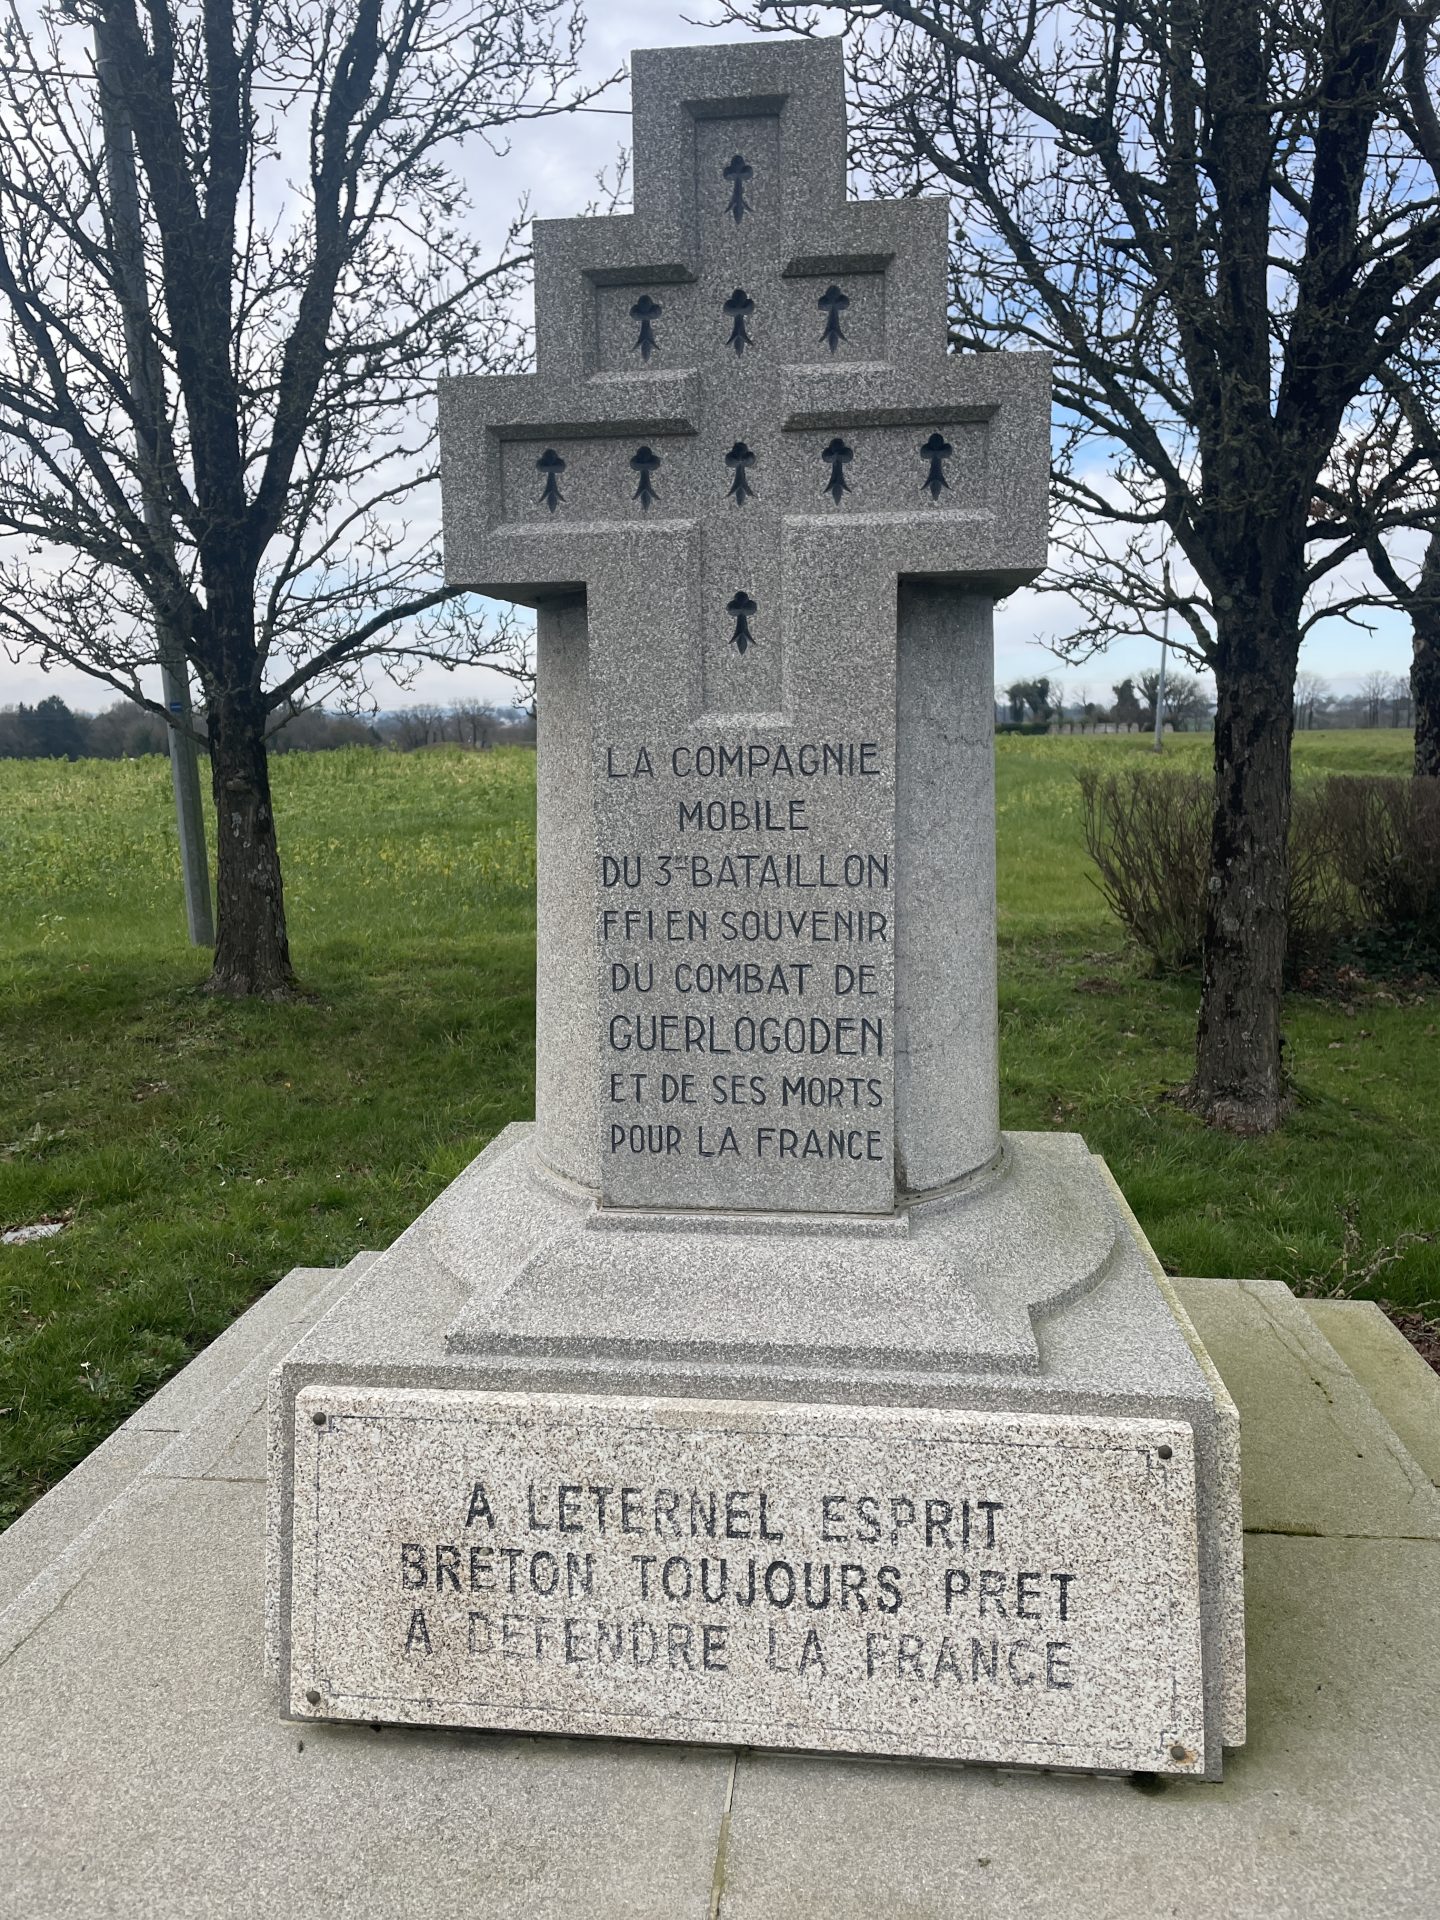 LA COMPAGNIE
MOBILE
DU 3ME BATAILLON
FFI EN SOUVENIR
DU COMBAT DE
GUERLOGODEN
ET DE SES MORTS
POUR LA FRANCE
A LETERNEL ESPRIT
BRETON TOUJOURS PRET
A DEFENDRE LA FRANCE